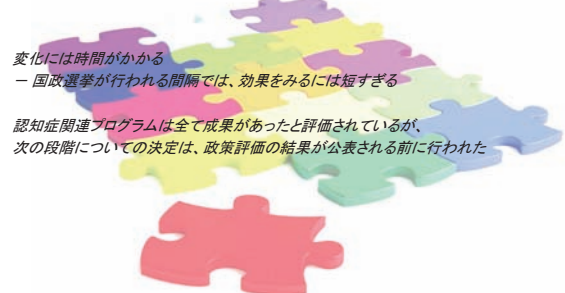 変化には時間がかかる
－ 国政選挙が行われる間隔では、効果をみるには短すぎる
認知症関連プログラムは全て成果があったと評価されているが、
次の段階についての決定は、政策評価の結果が公表される前に行われた